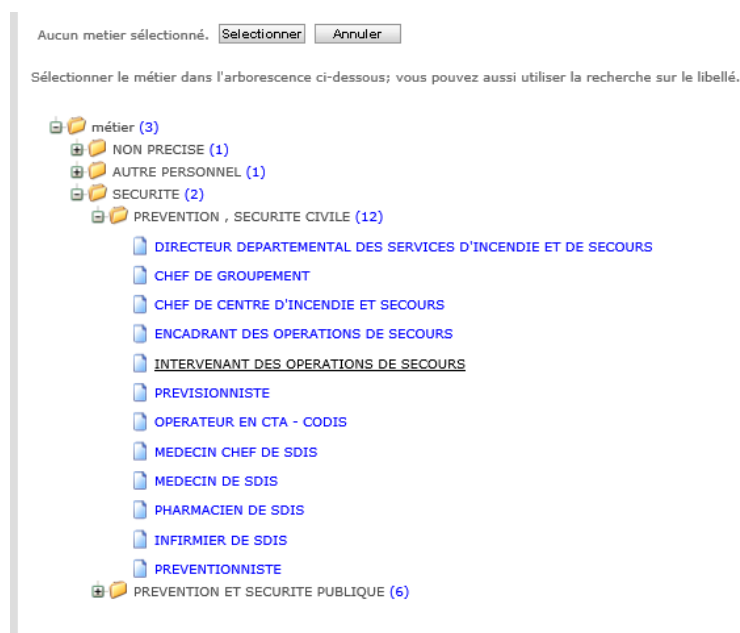 Aucun metier sélectionné. Selectionner Annuler
Sélectionner le métier dans l'arborescence ci-dessous; vous pouvez aussi utiliser la recherche sur le libellé.
métier (3)
NON PRECISE (1)
AUTRE PERSONNEL (1)
SECURITE (2)
PREVENTION , SECURITE CIVILE (12)
DIRECTEUR DEPARTEMENTAL DES SERVICES D'INCENDIE ET DE SECOURS
CHEF DE GROUPEMENT
CHEF DE CENTRE D'INCENDIE ET SECOURS
ENCADRANT DES OPERATIONS DE SECOURS
INTERVENANT DES OPERATIONS DE SECOURS
PREVISIONNISTE
OPERATEUR EN CTA - CODIS
MEDECIN CHEF DE SDIS
MEDECIN DE SDIS
PHARMACIEN DE SDIS
INFIRMIER DE SDIS
PREVENTIONNISTE
PREVENTION ET SECURITE PUBLIQUE (6)